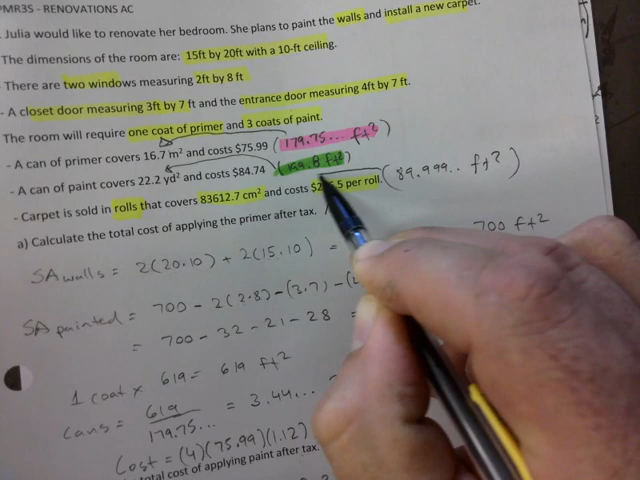 PMR3S - RENOVATIONS AC
Julia would like to renovate her bedroom. She plans to paint the walls and install a new carpet.
The dimensions of the room are: 15ft by 20ft with a 10-ft ceiling.
- There are two windows measuring 2ft by 8 ft
- A closet door measuring 3ft by 7 ft and the entrance door measuring 4ft by 7 ft.
The room will require one coat of primer and 3 coats of paint.
- A can of primer covers 16.7 m² and costs $75.99 (179.75... ft²)
- A can of paint covers 22.2 yd² and costs $84.74 (199.8 ft²)
- Carpet is sold in rolls that covers 83612.7 cm² and costs per roll. (89.999.. ft²)
a) Calculate the total cost of applying the primer after tax.
SA walls = 2(20.10) + 2(15.10) = 700 ft²
SA painted = 700 - 2(2.8) - (3.7) -
= 700 - 32 - 21 - 28 =
1 coat x 619 = 619 ft²
cans = 619 / 179.75... = 3.44...
Cost = (4)(75.99)(1.12)
total cost of applying paint after tax.